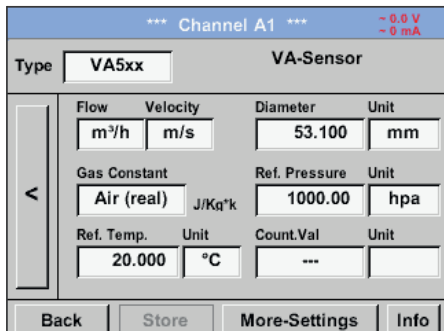 *** Channel A1 ***
~ 0.0 V
~ 0 mA
Type VA5xx VA-Sensor
Flow Velocity Diameter Unit
m³/h m/s 53.100 mm
Gas Constant Ref. Pressure Unit
< Air (real) J/Kg*k 1000.00 hpa
Ref. Temp. Unit Count.Val Unit
20.000 °C ---
Back Store More-Settings Info